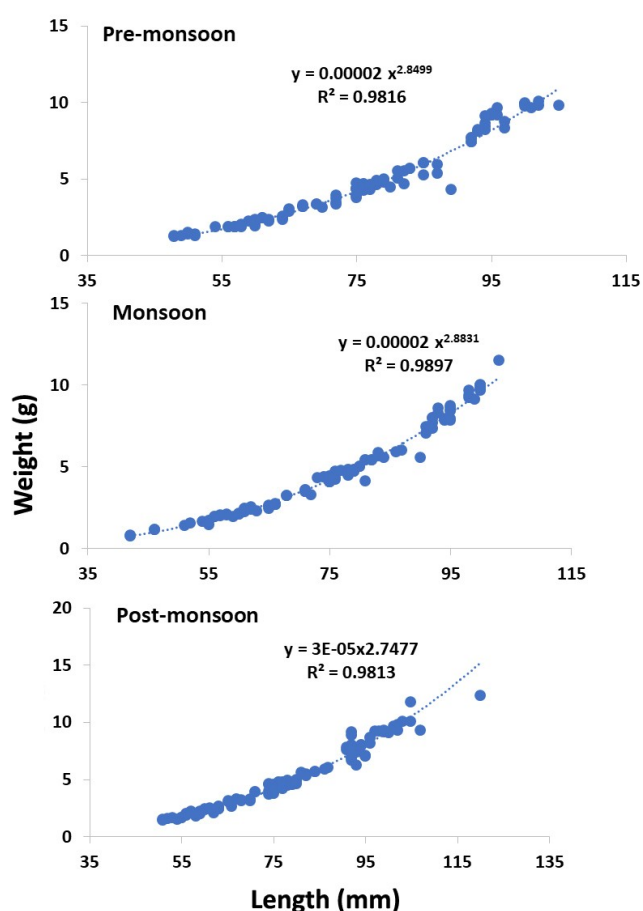 15
Pre-monsoon
y = 0.00002 x^2.8499
R² = 0.9816
10
5
0
35 55 75 95 115
15
Monsoon
y = 0.00002 x^2.8831
R² = 0.9897
10
5
0
35 55 75 95 115
Weight (g)
20
Post-monsoon
y = 3E-05x2.7477
R² = 0.9813
15
10
5
0
35 55 75 95 115 135
Length (mm)